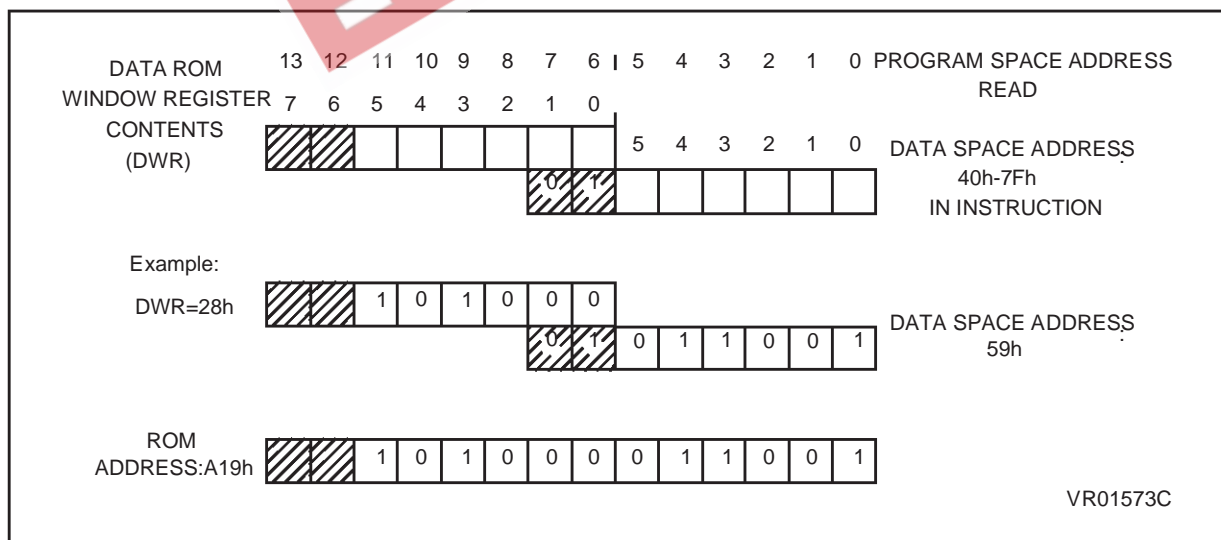 DATA ROM
WINDOW REGISTER
CONTENTS
(DWR)
13 12 11 10 9 8 7 6 5 4 3 2 1 0 PROGRAM SPACE ADDRESS
READ
7 6 5 4 3 2 1 0
5 4 3 2 1 0 DATA SPACE ADDRESS
:
0 1 40h-7Fh
IN INSTRUCTION
Example:
DWR=28h 1 0 1 0 0 0
0 1 0 1 1 0 0 1 DATA SPACE ADDRESS
:
59h
ROM
ADDRESS:A19h 1 0 1 0 0 0 0 1 1 0 0 1
VR01573C